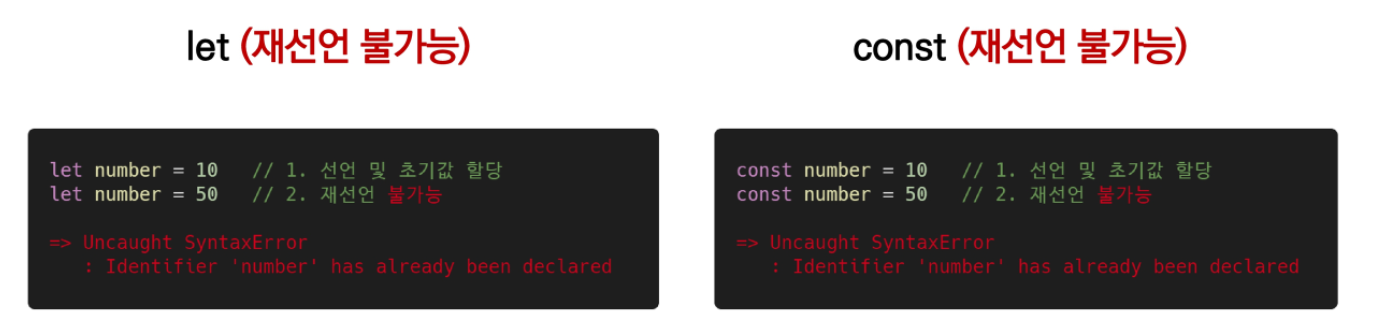 let (재선언 불가능)
let number = 10 // 1. 선언 및 초기값 할당
let number = 50 // 2. 재선언 불가능
=> Uncaught SyntaxError
: Identifier 'number' has already been declared
const (재선언 불가능)
const number = 10 // 1. 선언 및 초기값 할당
const number = 50 // 2. 재선언 불가능
=> Uncaught SyntaxError
: Identifier 'number' has already been declared